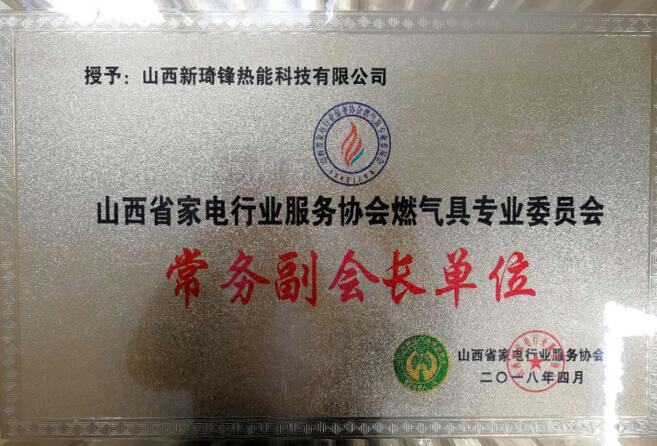 授予：山西新琦锋热能科技有限公司
山西省家电行业服务协会燃气具专业委员会
常务副会长单位
山西省家电行业服务协会
二〇一八年四月